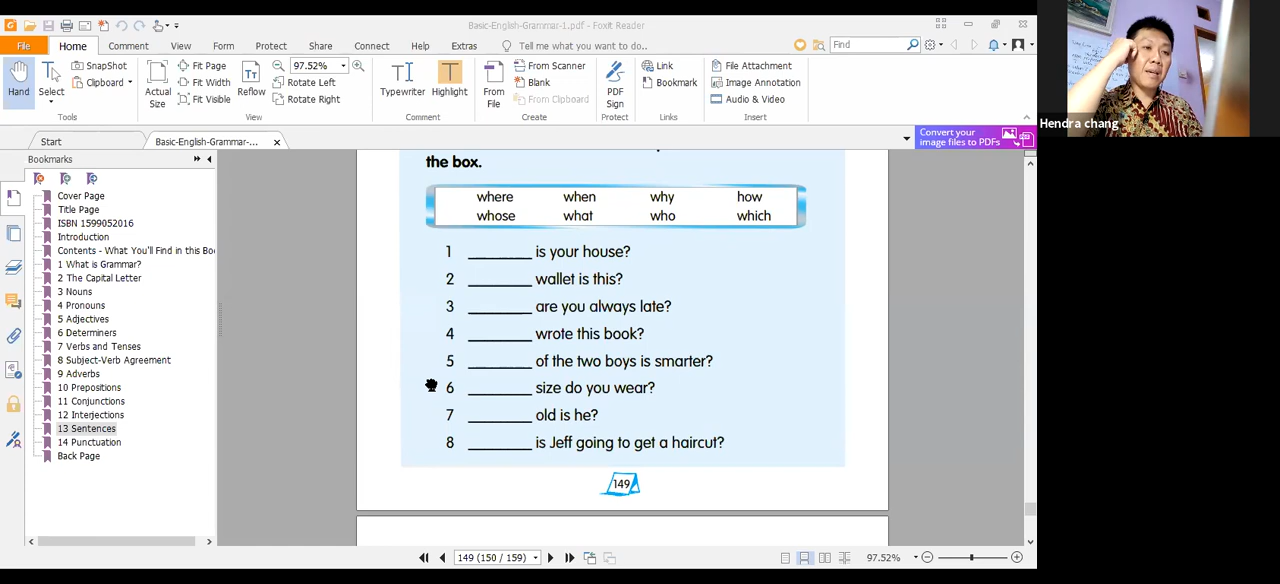 Basic-English-Grammar-1.pdf - Foxit Reader
File Home Comment View Form Protect Share Connect Help Extras Tell me what you want to do.. Find
Hand
Select
SnapShot
Clipboard
Tools
Actual Size
Fit Page
Fit Width
Fit Visible
Reflow
97.52%
Rotate Left
Rotate Right
View
Typewriter
Highlight
Comment
From File
From Scanner
Blank
From Clipboard
Create
PDF Sign
Protect
Link
Bookmark
Links
File Attachment
Image Annotation
Audio & Video
Insert
Hendra chang
Start
Basic-English-Grammar-...
Convert your
image files to PDFs
Bookmarks
Cover Page
Title Page
ISBN 1599052016
Introduction
Contents - What You'll Find in this Bo
1 What is Grammar?
2 The Capital Letter
3 Nouns
4 Pronouns
5 Adjectives
6 Determiners
7 Verbs and Tenses
8 Subject-Verb Agreement
9 Adverbs
10 Prepositions
11 Conjunctions
12 Interjections
13 Sentences
14 Punctuation
Back Page
the box.
where when why how
whose what who which
1 ________ is your house?
2 ________ wallet is this?
3 ________ are you always late?
4 ________ wrote this book?
5 ________ of the two boys is smarter?
6 ________ size do you wear?
7 ________ old is he?
8 ________ is Jeff going to get a haircut?
149
149 (150 / 159)
97.52%